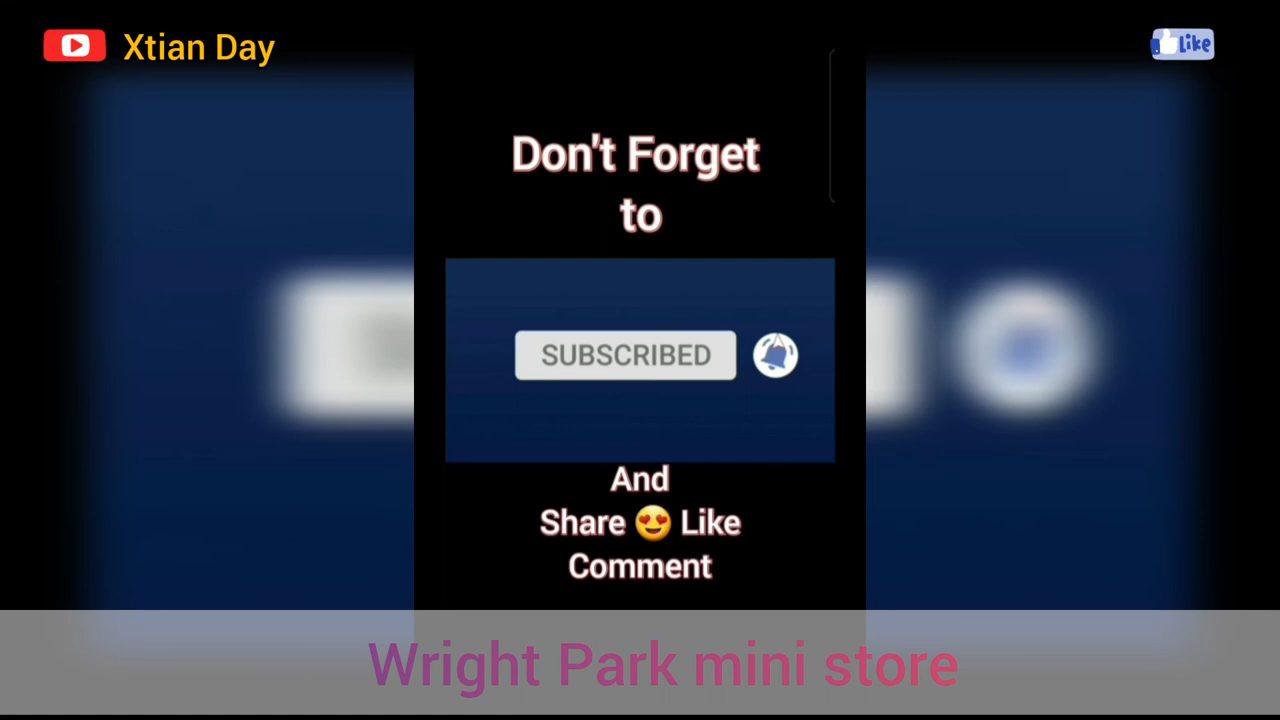 Xtian Day
Like
Don't Forget
to
SUBSCRIBED
And
Share 😍 Like
Comment
Wright Park mini store